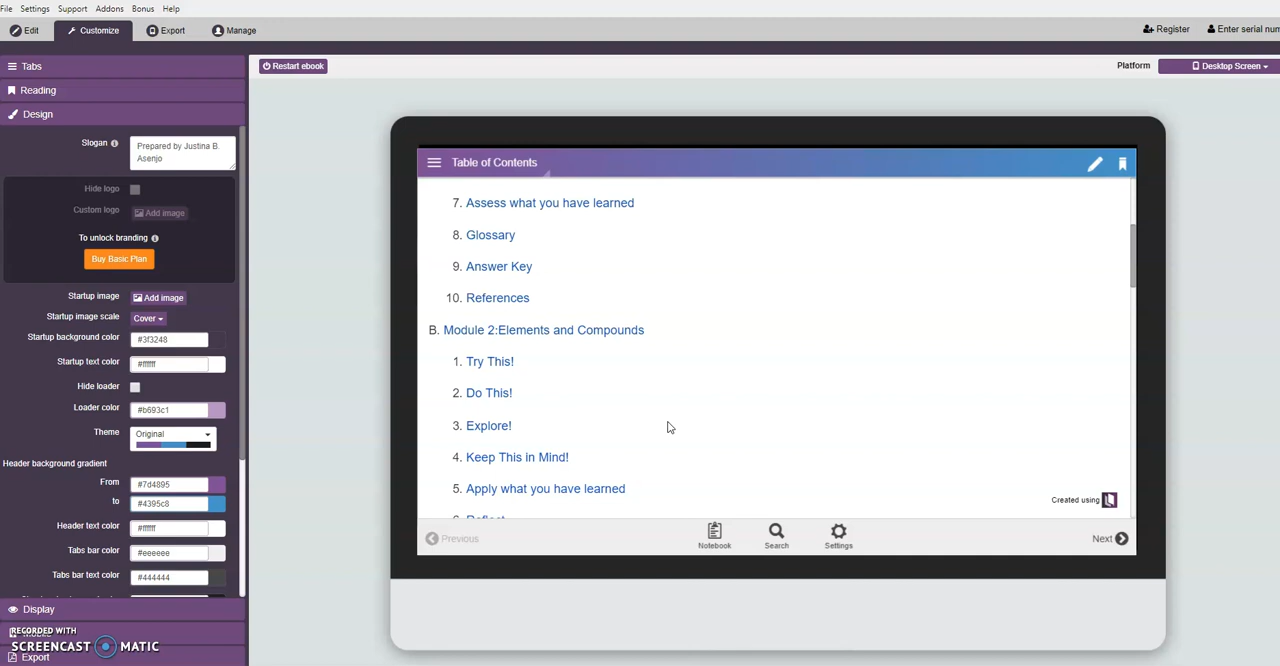 File Settings Support Addons Bonus Help
Edit Customize Export Manage
Register Enter serial num
Tabs
Restart ebook
Platform Desktop Screen
Reading
Design
Slogan Prepared by Justina B. Asenjo
Hide logo
Custom logo Add image
To unlock branding
Buy Basic Plan
Startup image Add image
Startup image scale Cover
Startup background color #3f3248
Startup text color #ffffff
Hide loader
Loader color #b693c1
Theme Original
Header background gradient
From #7d4895
to #4395c8
Header text color #ffffff
Tabs bar color #eeeeee
Tabs bar text color #444444
Display
RECORDED WITH
SCREENCAST MATIC
Export
Table of Contents
7. Assess what you have learned
8. Glossary
9. Answer Key
10. References
B. Module 2:Elements and Compounds
1. Try This!
2. Do This!
3. Explore!
4. Keep This in Mind!
5. Apply what you have learned
Created using
Previous Notebook Search Settings Next